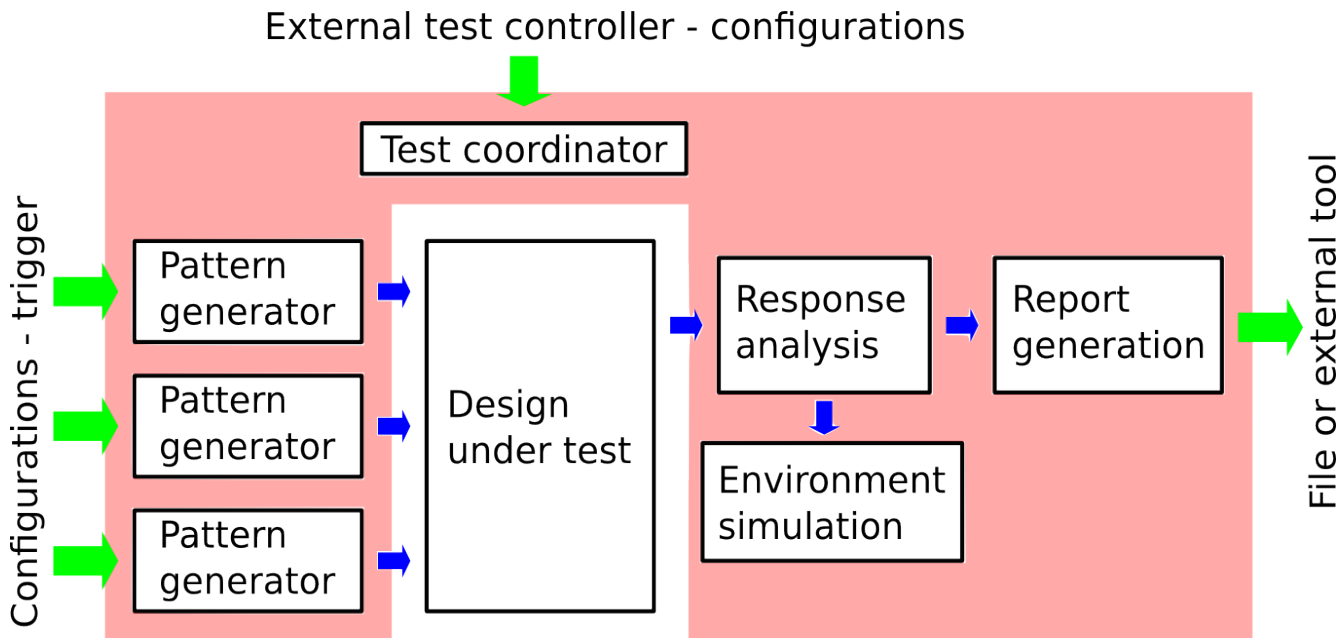 External test controller - configurations
Test coordinator
Configurations - trigger
Pattern
generator
Pattern
generator
Pattern
generator
Design
under test
Response
analysis
Environment
simulation
Report
generation
File or external tool